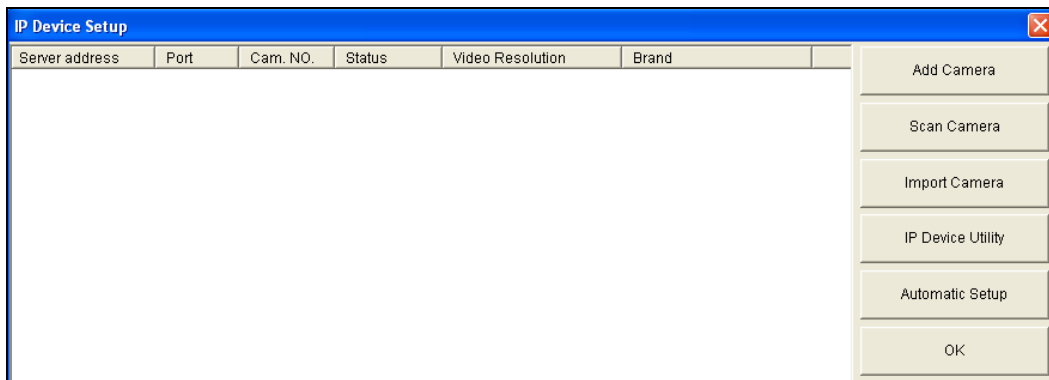 IP Device Setup
Server address Port Cam. NO. Status Video Resolution Brand
Add Camera
Scan Camera
Import Camera
IP Device Utility
Automatic Setup
OK